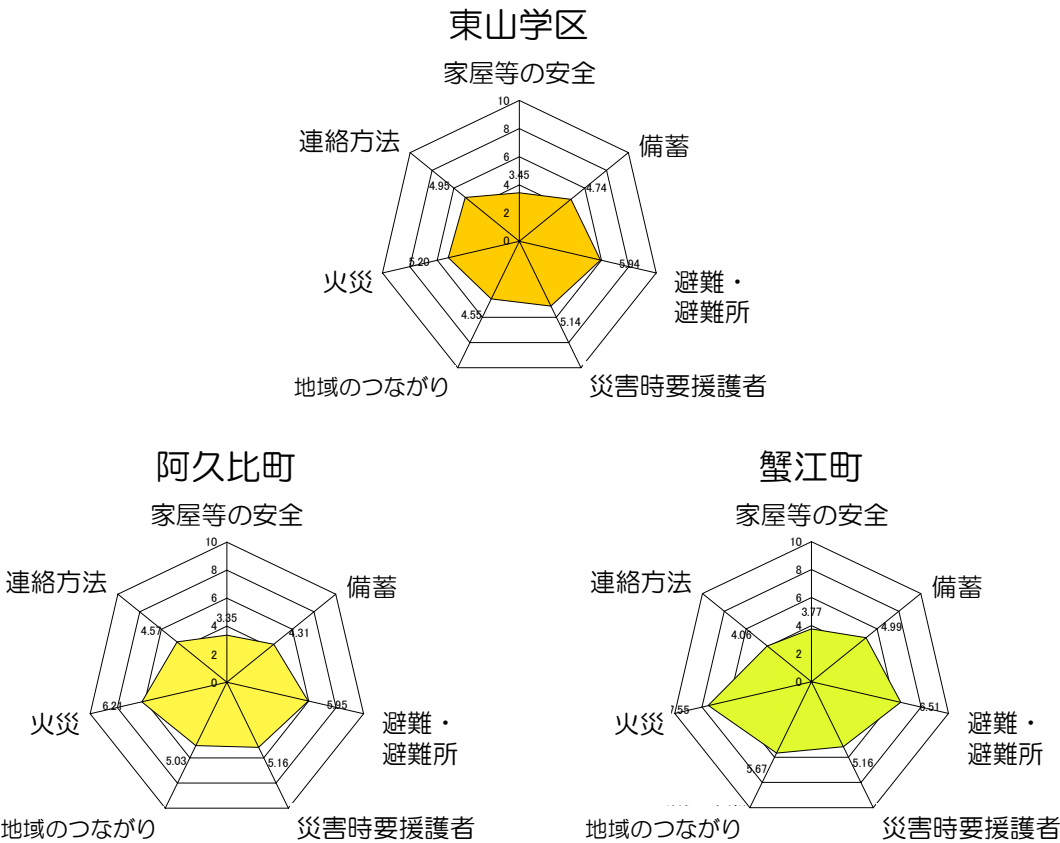 東山学区
家屋等の安全
10
連絡方法
備蓄
8
6
3.45
4.95
4
4.74
2
0
5.20
5.94
火災
避難・
避難所
4.55
5.14
地域のつながり
災害時要援護者
阿久比町
家屋等の安全
10
連絡方法
備蓄
8
6
3.35
4.57
4
4.31
2
0
6.21
5.95
火災
避難・
避難所
5.03
5.16
地域のつながり
災害時要援護者
蟹江町
家屋等の安全
10
連絡方法
備蓄
8
6
3.77
4.06
4
4.99
2
0
7.55
6.51
火災
避難・
避難所
5.67
5.16
地域のつながり
災害時要援護者